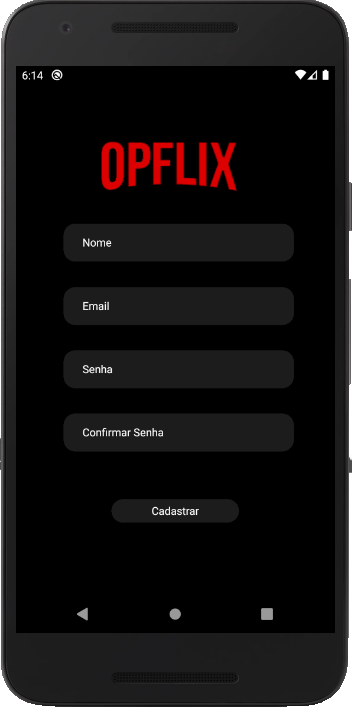 6:14
OPFLIX
Nome
Email
Senha
Confirmar Senha
Cadastrar